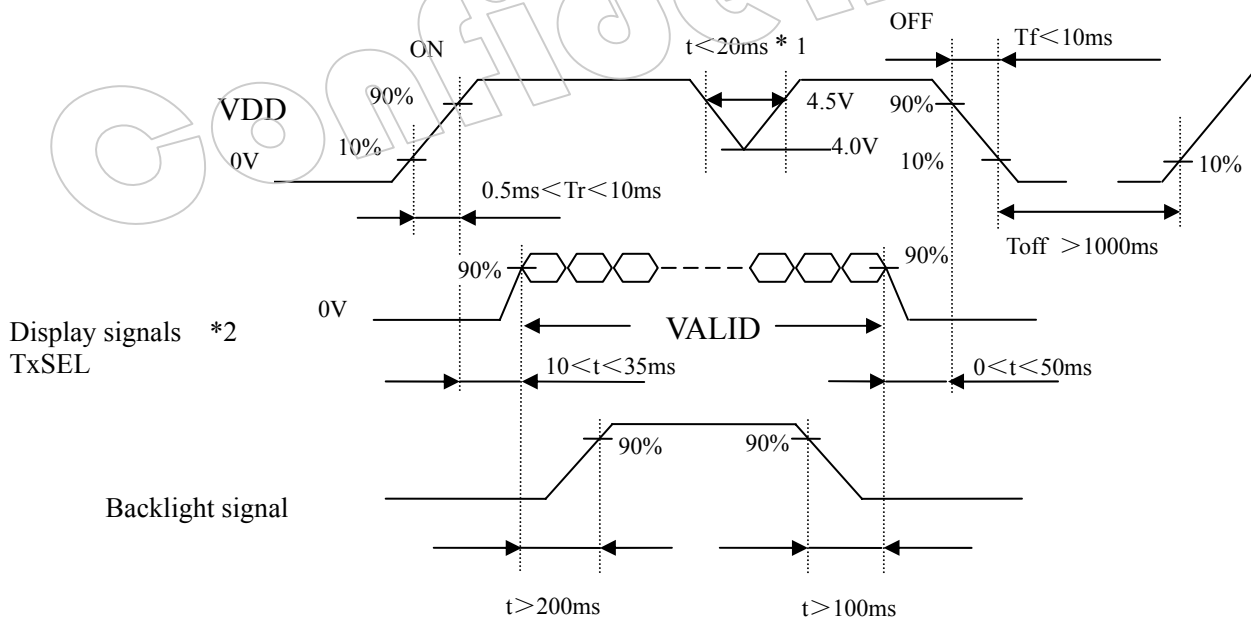 Confiden
ON
t<20ms * 1
OFF
Tf<10ms
VDD
90%
4.5V
90%
0V
10%
4.0V
10%
10%
0.5ms<Tr<10ms
Toff >1000ms
90%
90%
0V
Display signals *2
VALID
TxSEL
10<t<35ms
0<t<50ms
90%
90%
Backlight signal
t>200ms
t>100ms